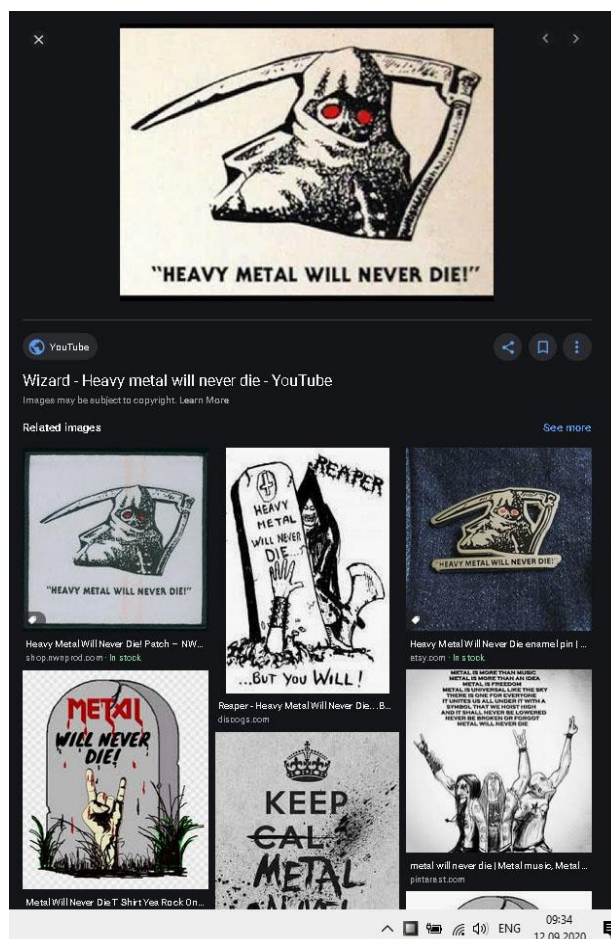 "HEAVY METAL WILL NEVER DIE!"
YouTube
Wizard - Heavy metal will never die - YouTube
Images may be subject to copyright. Learn More
Related images
See more
"HEAVY METAL WILL NEVER DIE!"
Heavy Metal Will Never Die! Patch – NW...
shop.nwnprod.com · In stock
REAPER
HEAVY
METAL
WILL NEVER
DIE...
...BUT YOU WILL!
Reaper - Heavy Metal Will Never Die...B...
discogs.com
"HEAVY METAL WILL NEVER DIE!"
Heavy Metal Will Never Die enamel pin | ...
etsy.com · In stock
METAL
WILL NEVER
DIE!
Metal Will Never Die T Shirt Yea Rock On...
KEEP
CAL
METAL
METAL IS MORE THAN MUSIC
METAL IS MORE THAN AN IDEA
METAL IS FREEDOM
METAL IS UNIVERSAL LIKE THE SKY
THERE IS ONE FOR EVERYONE
IT UNITES US ALL UNDER IT WITH A
SYMBOL THAT WE HOIST HIGH
AND IT SHALL NEVER BE LOWERED
NEVER BE BROKEN OR FORGOT
METAL WILL NEVER DIE
metal will never die | Metal music, Metal ...
pinterest.com
ENG
09:34
12.09.2020